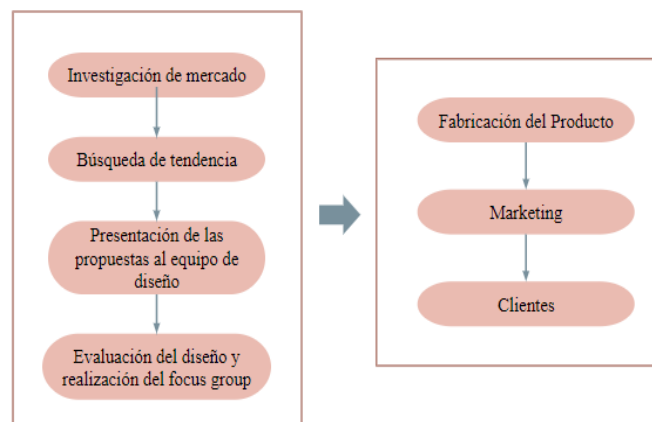 Investigación de mercado
Búsqueda de tendencia
Presentación de las
propuestas al equipo de
diseño
Evaluación del diseño y
realización del focus group
Fabricación del Producto
Marketing
Clientes